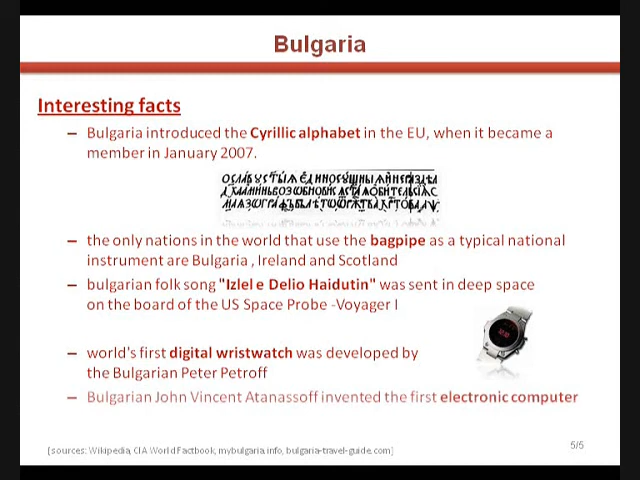 Bulgaria
Interesting facts
– Bulgaria introduced the Cyrillic alphabet in the EU, when it became a
member in January 2007.
– the only nations in the world that use the bagpipe as a typical national
instrument are Bulgaria , Ireland and Scotland
– bulgarian folk song "Izlel e Delio Haidutin" was sent in deep space
on the board of the US Space Probe -Voyager I
– world's first digital wristwatch was developed by
the Bulgarian Peter Petroff
– Bulgarian John Vincent Atanassoff invented the first electronic computer
[sources: Wikipedia, CIA World Factbook, mybulgaria.info, bulgaria-travel-guide.com]
5/5